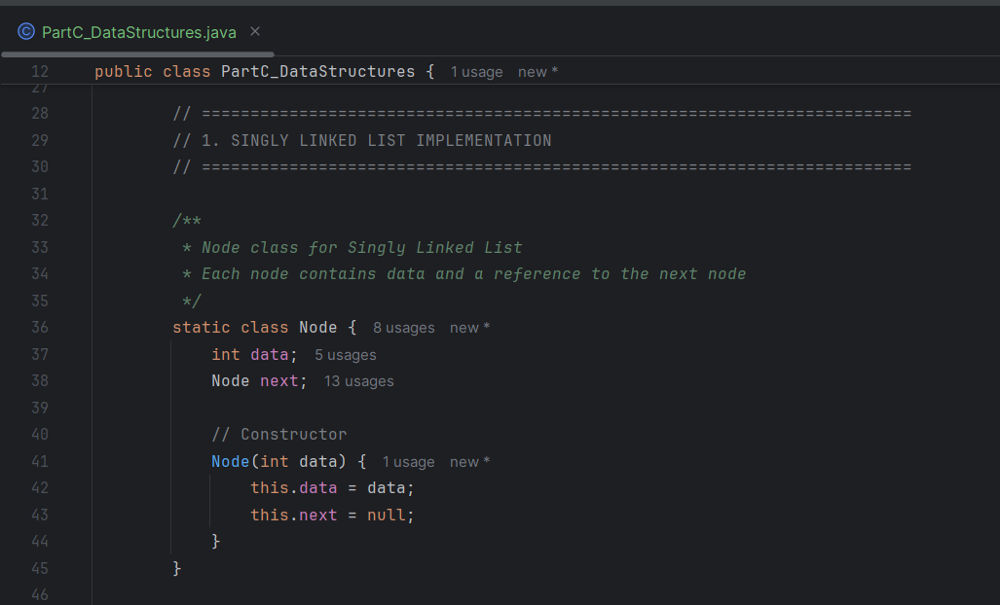 PartC_DataStructures.java
12 public class PartC_DataStructures { 1 usage new *
27
28 // =========================================================================
29 // 1. SINGLY LINKED LIST IMPLEMENTATION
30 // =========================================================================
31
32 /**
33 * Node class for Singly Linked List
34 * Each node contains data and a reference to the next node
35 */
36 static class Node { 8 usages new *
37 int data; 5 usages
38 Node next; 13 usages
39
40 // Constructor
41 Node(int data) { 1 usage new *
42 this.data = data;
43 this.next = null;
44 }
45 }
46